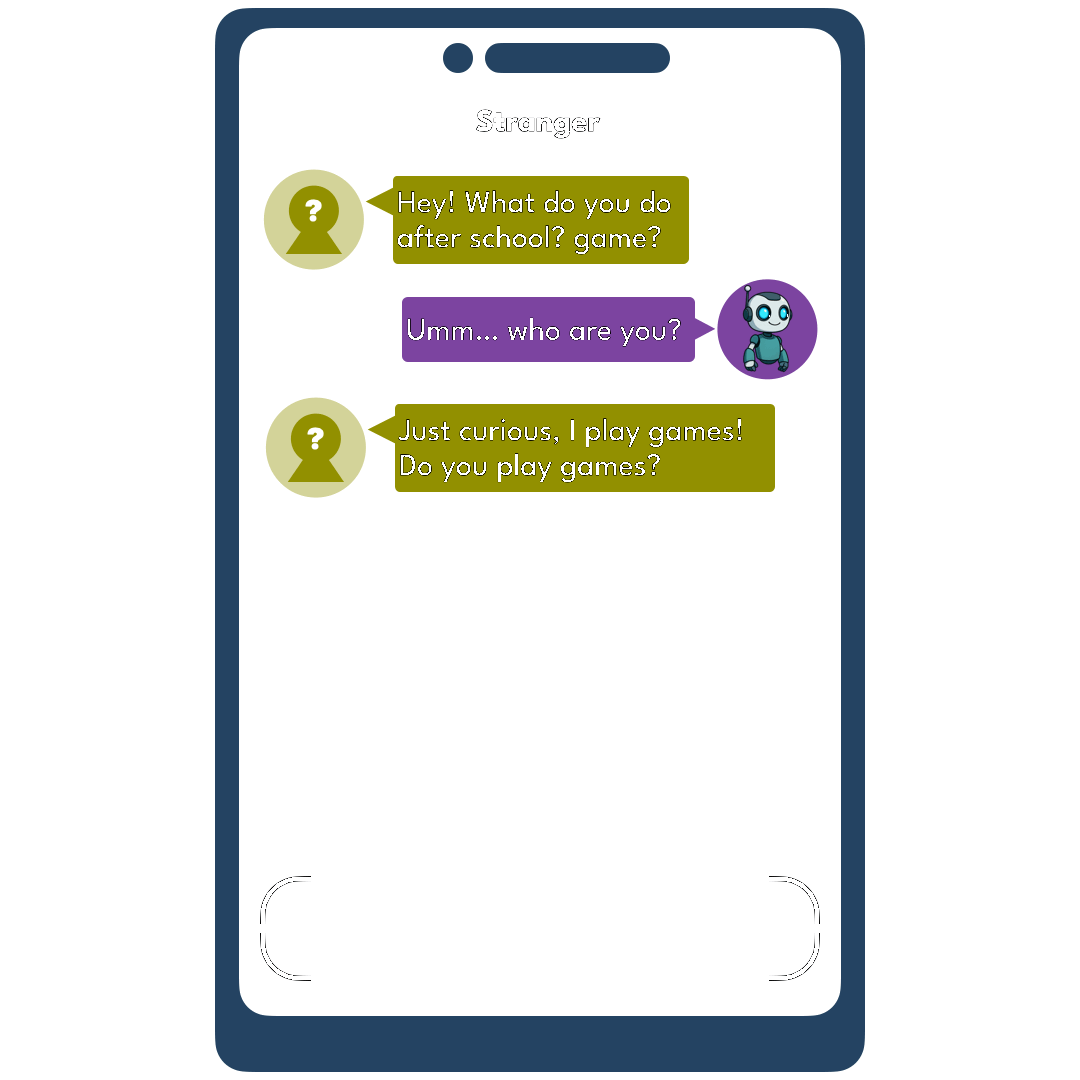 Stranger
?
Hey! What do you do
after school? game?
Umm... who are you?
?
Just curious, I play games!
Do you play games?